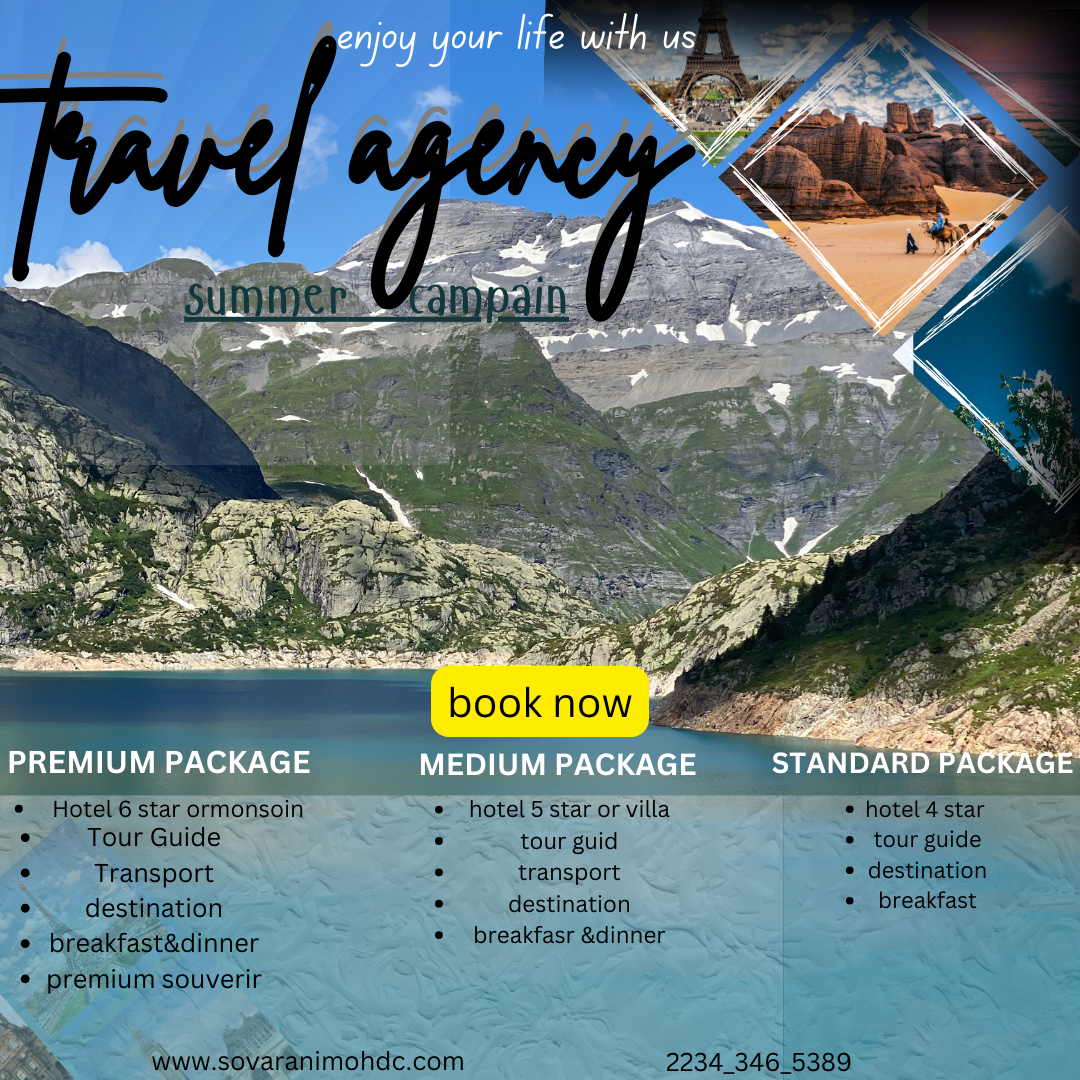 enjoy your life with us
travel agency
summer campain
book now
PREMIUM PACKAGE
• Hotel 6 star ormonsoin
• Tour Guide
• Transport
• destination
• breakfast&dinner
• premium souverir
MEDIUM PACKAGE
• hotel 5 star or villa
• tour guid
• transport
• destination
• breakfasr &dinner
STANDARD PACKAGE
• hotel 4 star
• tour guide
• destination
• breakfast
www.sovaranimohdc.com
2234_346_5389